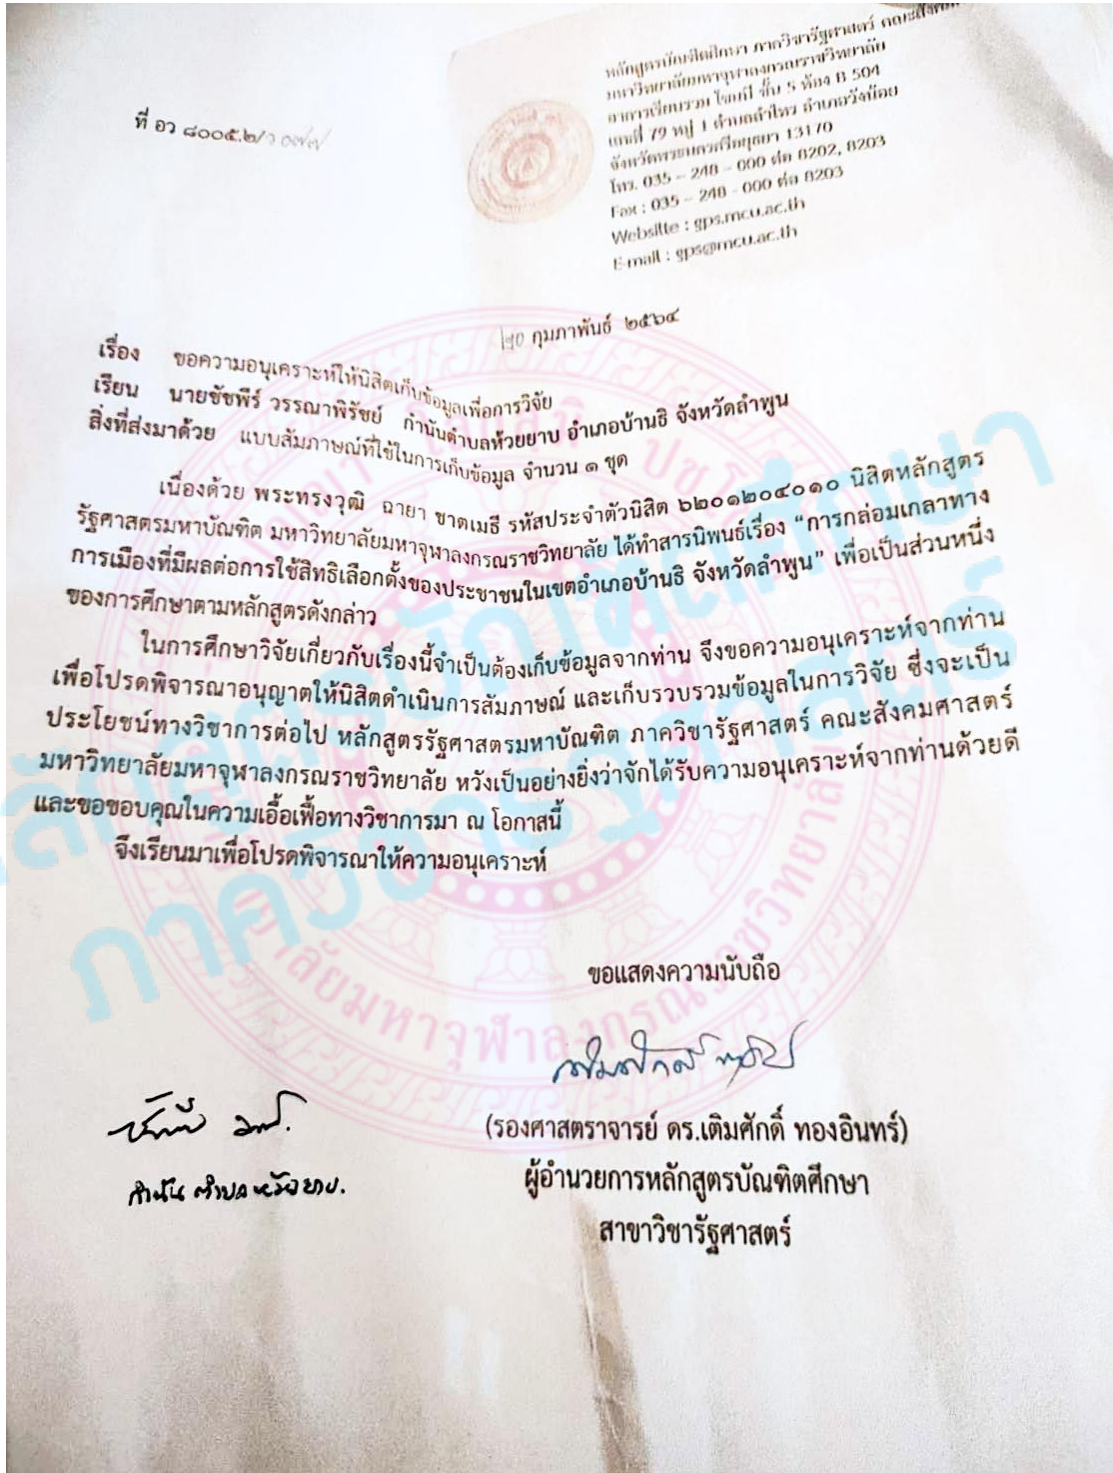 หลักสูตรบัณฑิตศึกษา ภาควิชารัฐศาสตร์ คณะสังคม
มหาวิทยาลัยมหาจุฬาลงกรณราชวิทยาลัย
อาคารเรียนรวม โซนบี ชั้น 5 ห้อง B 504
เลขที่ 79 หมู่ 1 ตำบลลำไทร อำเภอวังน้อย
จังหวัดพระนครศรีอยุธยา 13170
โทร. 035 – 248 – 000 ต่อ 8202, 8203
Fax : 035 – 248 - 000 ต่อ 8203
Website : gps.mcu.ac.th
E-mail : gps@mcu.ac.th
ที่ อว ๘๐๐๕.๒/ว ๐๗๗
๒๐ กุมภาพันธ์ ๒๕๖๔
เรื่อง ขอความอนุเคราะห์ให้นิสิตเก็บข้อมูลเพื่อการวิจัย
เรียน นายชัชพีร์ วรรณาพิรัชย์ กำนันตำบลห้วยยาบ อำเภอบ้านธิ จังหวัดลำพูน
สิ่งที่ส่งมาด้วย แบบสัมภาษณ์ที่ใช้ในการเก็บข้อมูล จำนวน ๑ ชุด
เนื่องด้วย พระทรงวุฒิ ฉายา ชาตเมธี รหัสประจำตัวนิสิต ๖๒๐๑๒๐๔๐๑๐ นิสิตหลักสูตร
รัฐศาสตรมหาบัณฑิต มหาวิทยาลัยมหาจุฬาลงกรณราชวิทยาลัย ได้ทำสารนิพนธ์เรื่อง “การกล่อมเกลาทาง
การเมืองที่มีผลต่อการใช้สิทธิเลือกตั้งของประชาชนในเขตอำเภอบ้านธิ จังหวัดลำพูน” เพื่อเป็นส่วนหนึ่ง
ของการศึกษาตามหลักสูตรดังกล่าว
ในการศึกษาวิจัยเกี่ยวกับเรื่องนี้จำเป็นต้องเก็บข้อมูลจากท่าน จึงขอความอนุเคราะห์จากท่าน
เพื่อโปรดพิจารณาอนุญาตให้นิสิตดำเนินการสัมภาษณ์ และเก็บรวบรวมข้อมูลในการวิจัย ซึ่งจะเป็น
ประโยชน์ทางวิชาการต่อไป หลักสูตรรัฐศาสตรมหาบัณฑิต ภาควิชารัฐศาสตร์ คณะสังคมศาสตร์
มหาวิทยาลัยมหาจุฬาลงกรณราชวิทยาลัย หวังเป็นอย่างยิ่งว่าจักได้รับความอนุเคราะห์จากท่านด้วยดี
และขอขอบคุณในความเอื้อเฟื้อทางวิชาการมา ณ โอกาสนี้
จึงเรียนมาเพื่อโปรดพิจารณาให้ความอนุเคราะห์
หลักสูตรบัณฑิตศึกษา
ภาควิชารัฐศาสตร์
ขอแสดงความนับถือ
(รองศาสตราจารย์ ดร.เติมศักดิ์ ทองอินทร์)
ผู้อำนวยการหลักสูตรบัณฑิตศึกษา
สาขาวิชารัฐศาสตร์
กำนันตำบลห้วยยาบ.